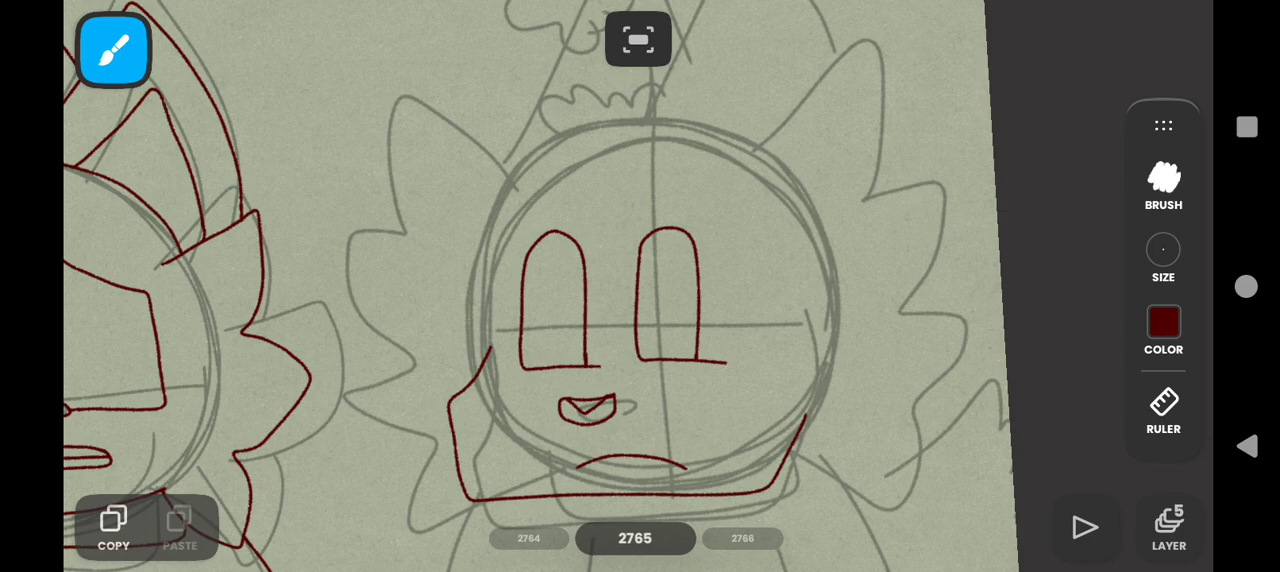 BRUSH
SIZE
COLOR
RULER
COPY
PASTE
2764
2765
2766
5
LAYER